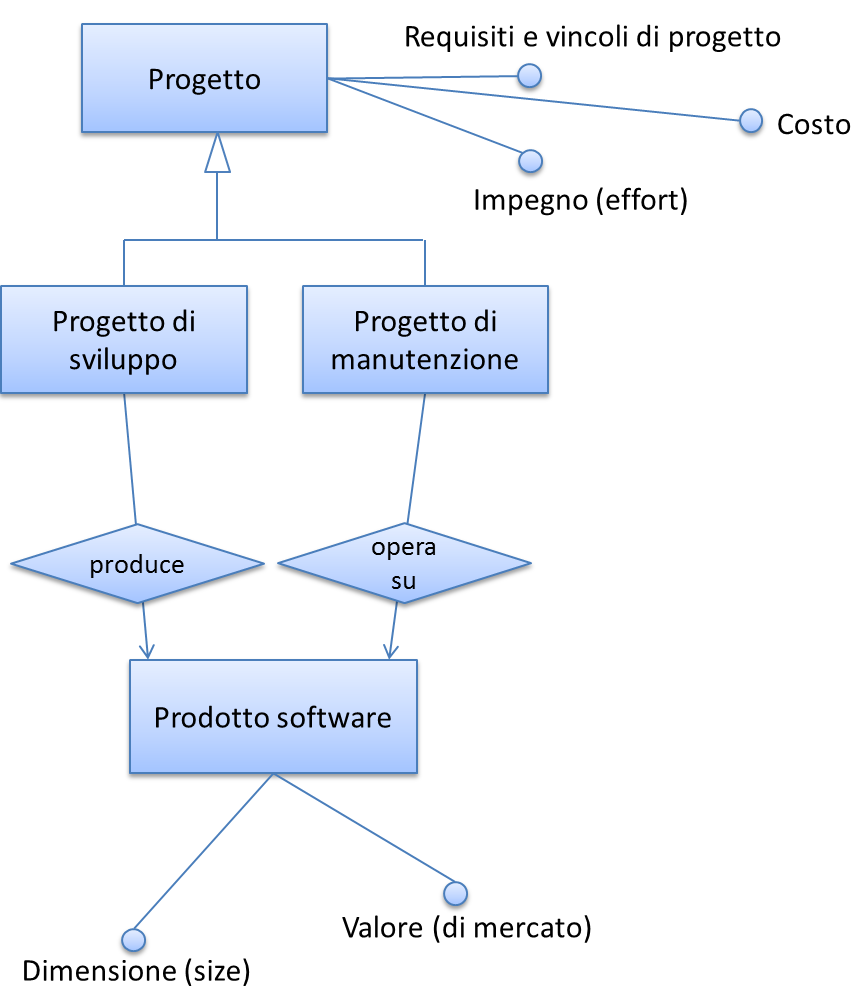 Requisiti e vincoli di progetto
Progetto
Costo
Impegno (effort)
Progetto di
sviluppo
Progetto di
manutenzione
produce
opera
su
Prodotto software
Valore (di mercato)
Dimensione (size)